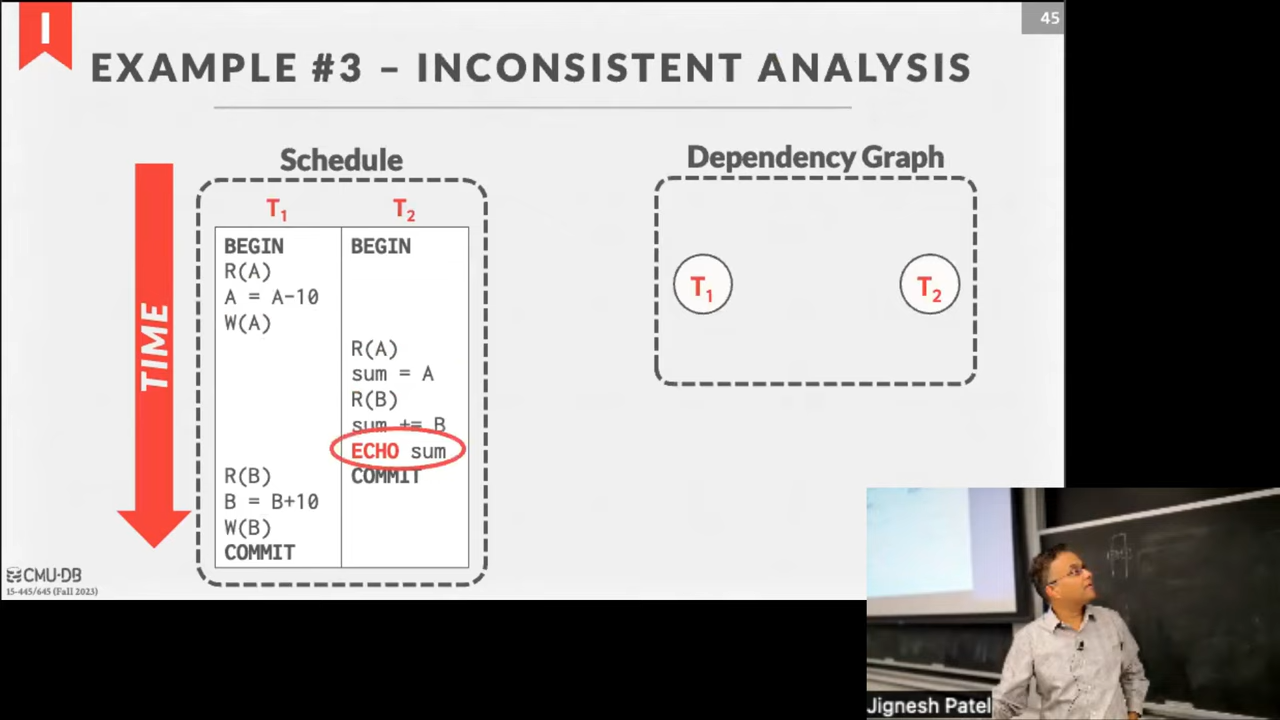 I
45
EXAMPLE #3 – INCONSISTENT ANALYSIS
Schedule
T1 T2
BEGIN BEGIN
R(A)
A = A-10
W(A)
R(A)
sum = A
R(B)
sum += B
ECHO sum
R(B) COMMIT
B = B+10
W(B)
COMMIT
TIME
Dependency Graph
T1 T2
CMU·DB
15-445/645 (Fall 2023)
Jignesh Patel